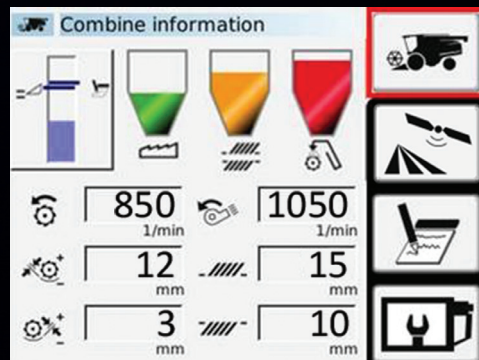 Combine information
850 1050
1/min 1/min
12 15
mm mm
3 10
mm mm